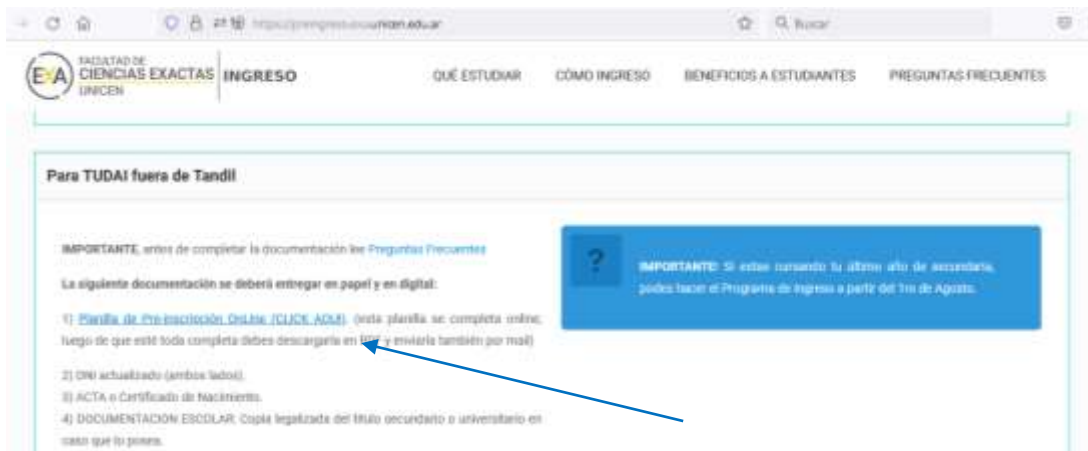 unicen.edu.ar
Buscar
ExA
FACULTAD DE
CIENCIAS EXACTAS
UNICEN
INGRESO
QUÉ ESTUDIAR
CÓMO INGRESO
BENEFICIOS A ESTUDIANTES
PREGUNTAS FRECUENTES
Para TUDAI fuera de Tandil
IMPORTANTE, antes de completar la documentación lee Preguntas Frecuentes
La siguiente documentación se deberá entregar en papel y en digital:
1) Planilla de Pre-inscripción OnLine (CLICK AQUI). (esta planilla se completa online,
luego de que esté toda completa debes descargarla en y enviarla también por mail)
2) DNI actualizado (ambos lados).
3) ACTA o Certificado de Nacimiento.
4) DOCUMENTACION ESCOLAR: Copia legalizada del título secundario o universitario en
caso que lo posea.
?
IMPORTANTE: Si estas cursando tu último año de secundaria,
podes hacer el Programa de Ingreso a partir del 1ro de Agosto.